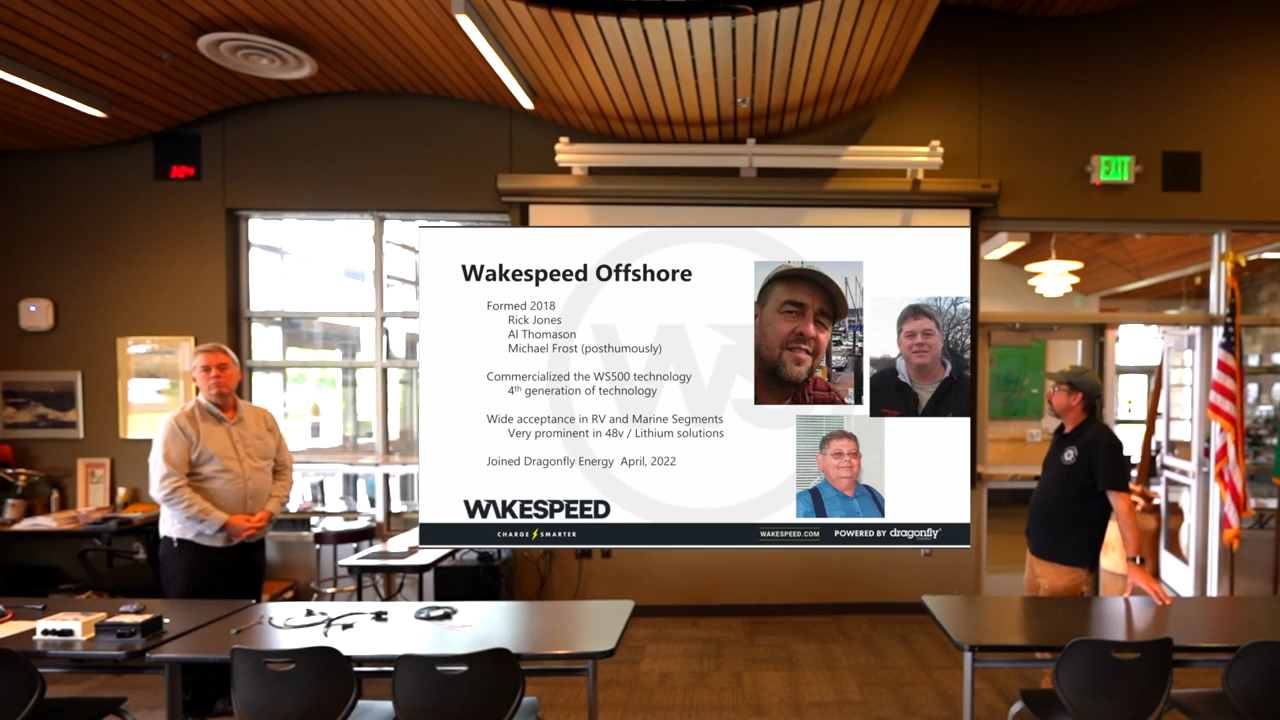 EXIT
Wakespeed Offshore
Formed 2018
Rick Jones
Al Thomason
Michael Frost (posthumously)
Commercialized the WS500 technology
4th generation of technology
Wide acceptance in RV and Marine Segments
Very prominent in 48v / Lithium solutions
Joined Dragonfly Energy April, 2022
WAKESPEED
CHARGE SMARTER
WAKESPEED.COM
POWERED BY dragonfly